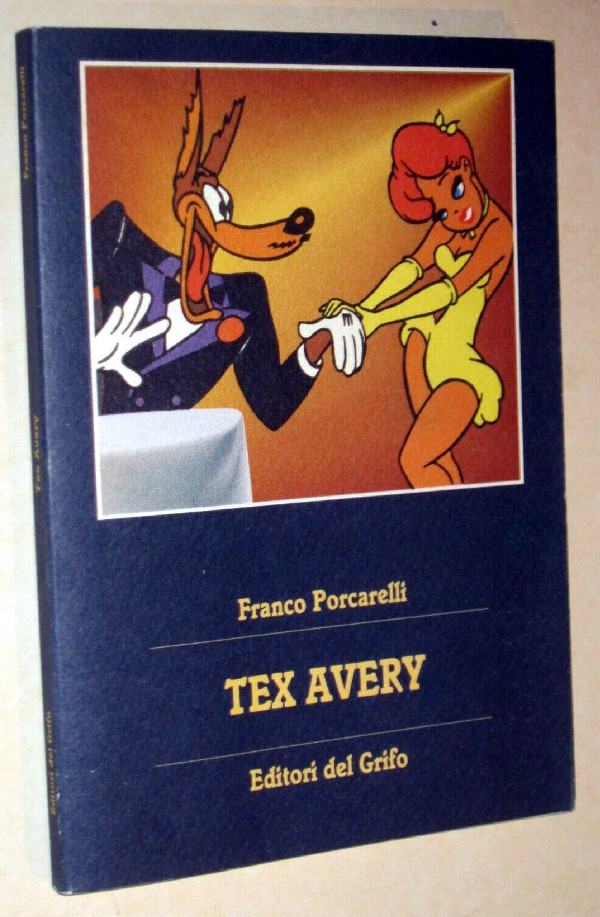 Franco Porcarelli
TEX AVERY
Editori del Grifo
Franco Porcarelli
Tex Avery
Editori del Grifo